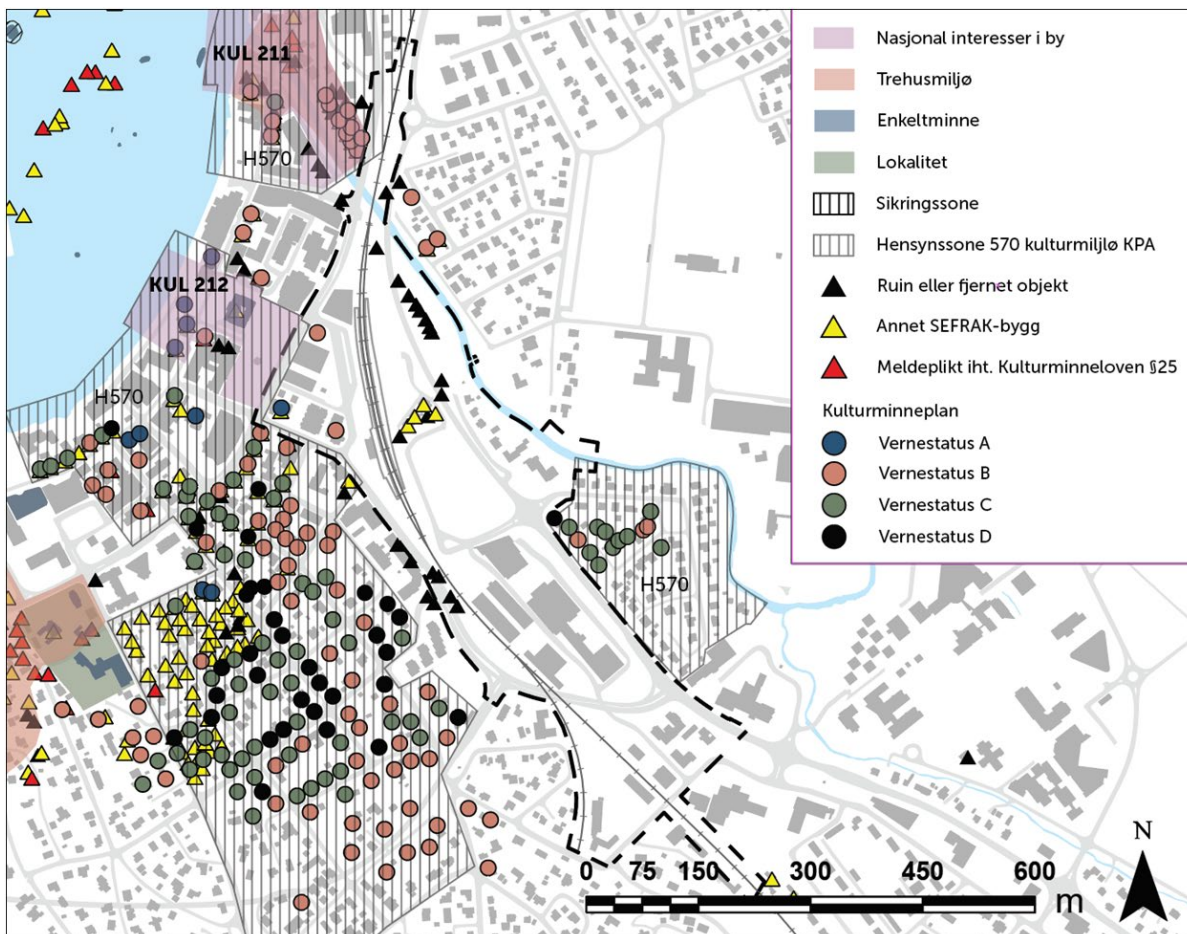 KUL 211
H570
KUL 212
H570
H570
Nasjonal interesser i by
Trehusmiljø
Enkeltminne
Lokalitet
Sikringssone
Hensynssone 570 kulturmiljlø KPA
Ruin eller fjernet objekt
Annet SEFRAK-bygg
Meldeplikt iht. Kulturminneloven §25
Kulturminneplan
Vernestatus A
Vernestatus B
Vernestatus C
Vernestatus D
N
0 75 150 300 450 600
m